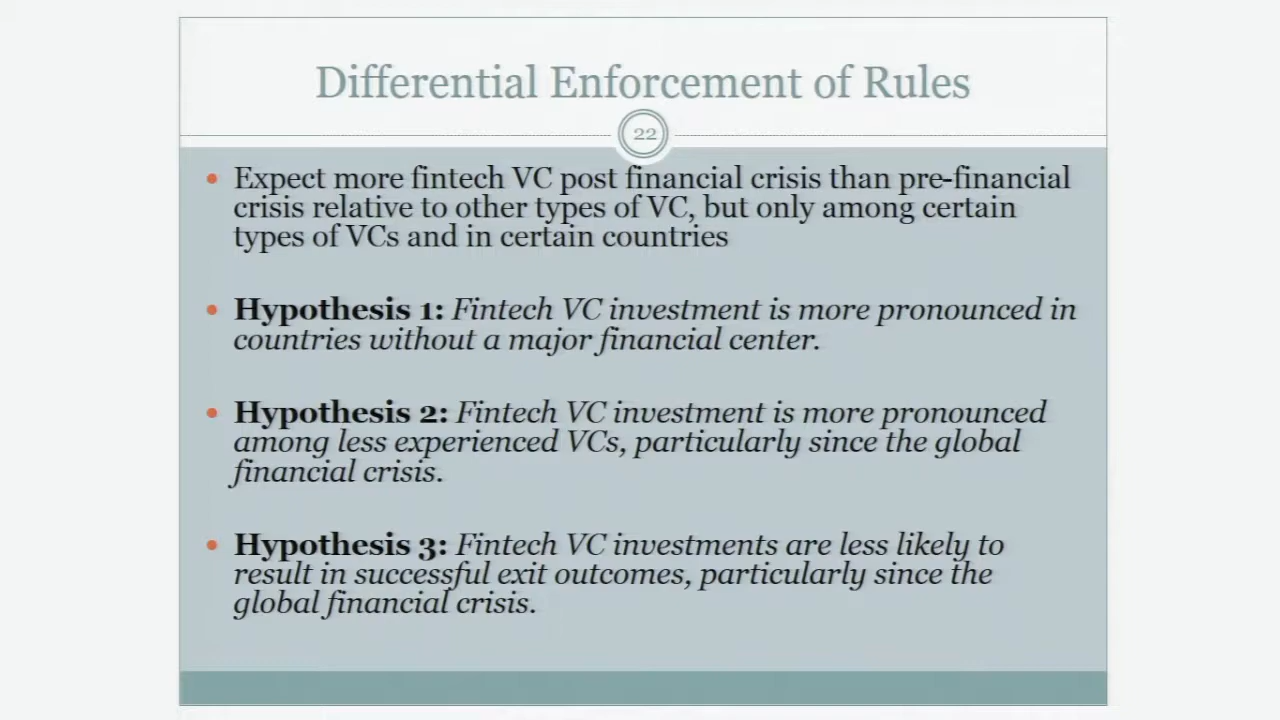 Differential Enforcement of Rules
22
• Expect more fintech VC post financial crisis than pre-financial
crisis relative to other types of VC, but only among certain
types of VCs and in certain countries
• Hypothesis 1: Fintech VC investment is more pronounced in
countries without a major financial center.
• Hypothesis 2: Fintech VC investment is more pronounced
among less experienced VCs, particularly since the global
financial crisis.
• Hypothesis 3: Fintech VC investments are less likely to
result in successful exit outcomes, particularly since the
global financial crisis.